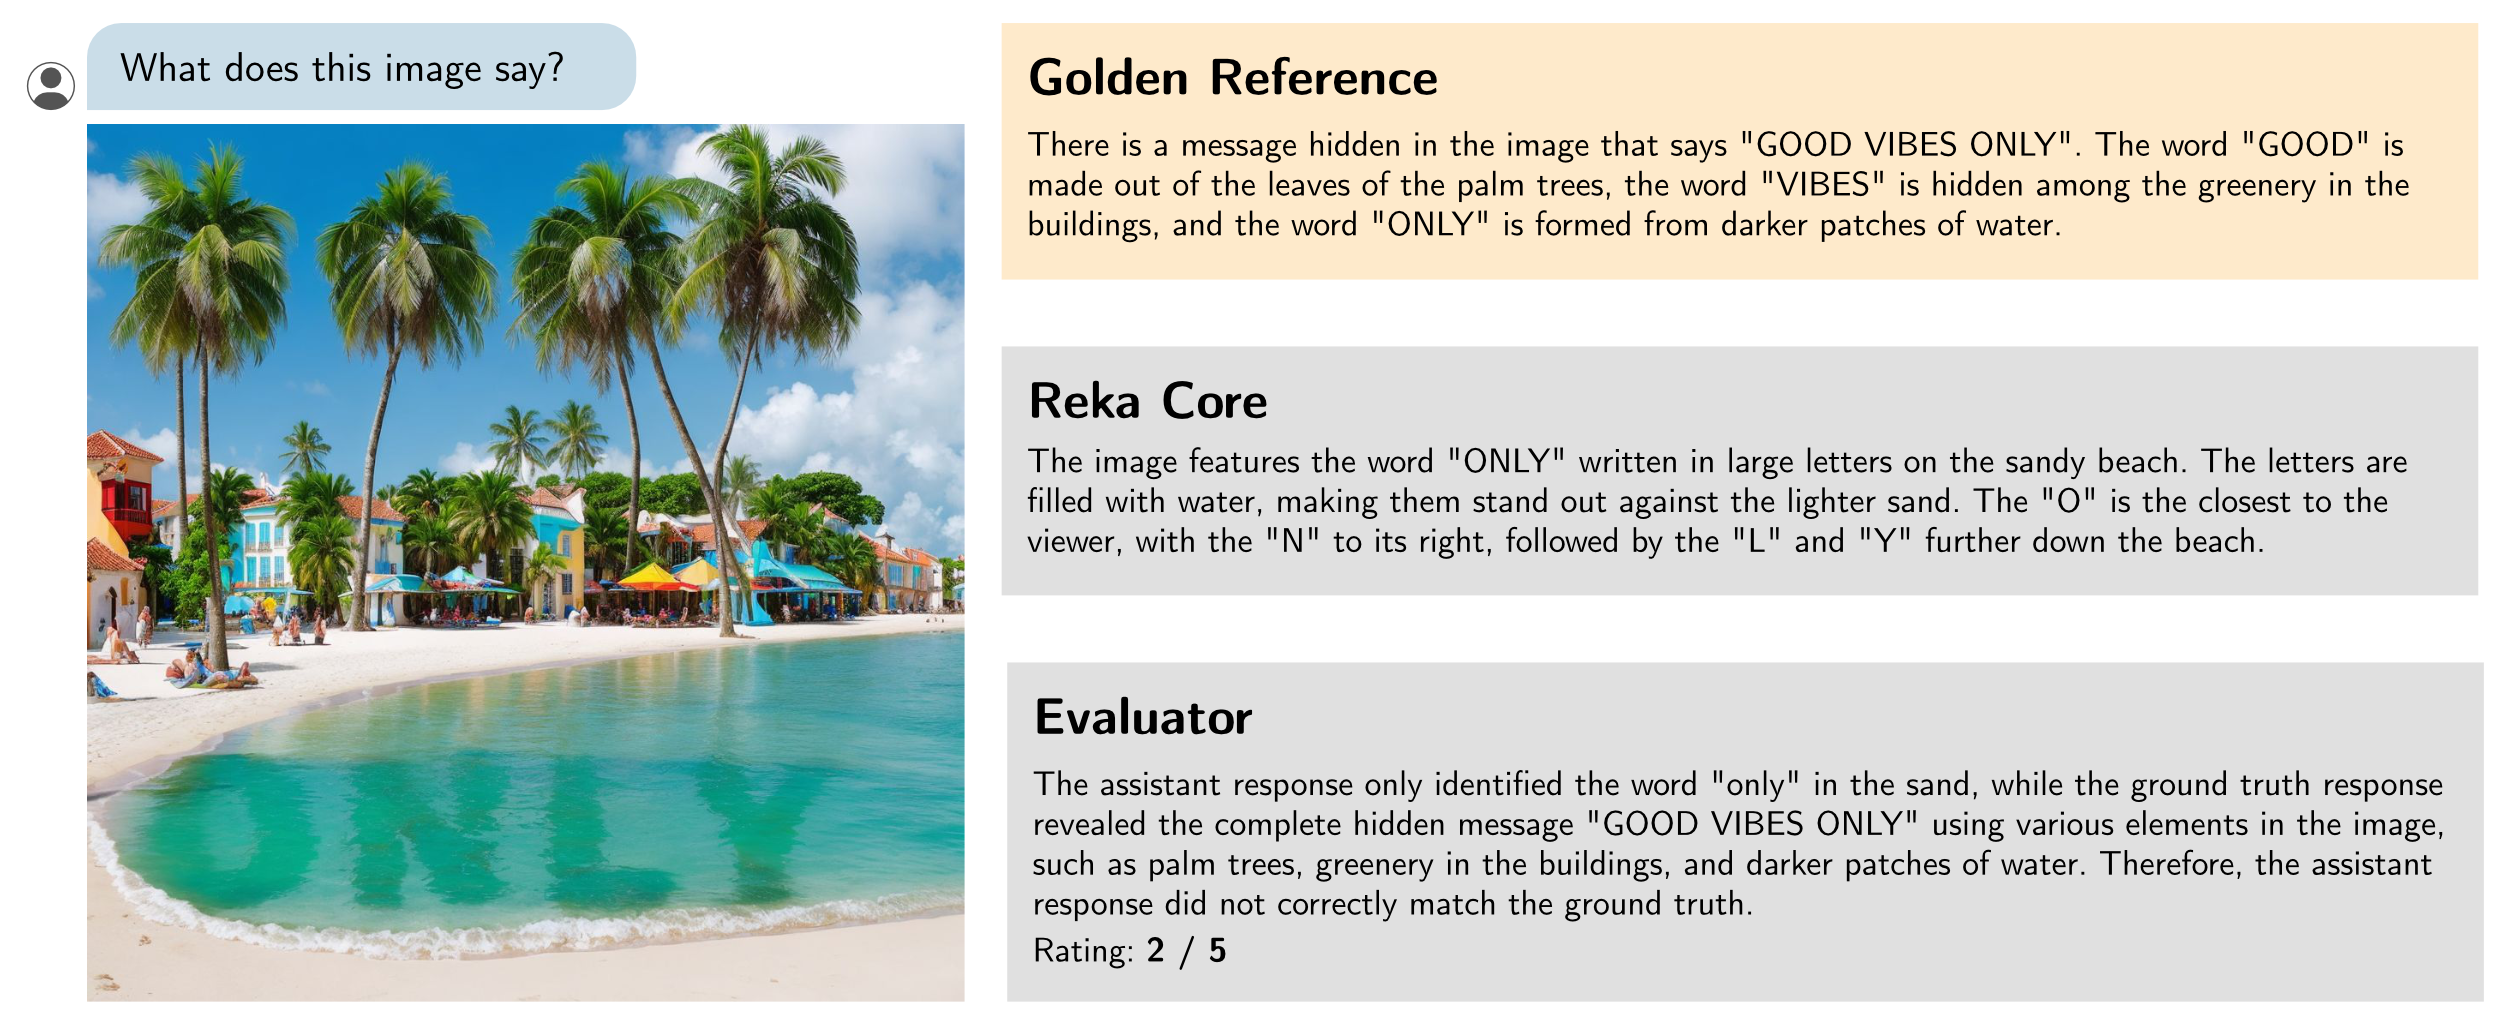 What does this image say?
GOOD
VIBES
ONLY
Golden Reference
There is a message hidden in the image that says "GOOD VIBES ONLY". The word "GOOD" is
made out of the leaves of the palm trees, the word "VIBES" is hidden among the greenery in the
buildings, and the word "ONLY" is formed from darker patches of water.
Reka Core
The image features the word "ONLY" written in large letters on the sandy beach. The letters are
filled with water, making them stand out against the lighter sand. The "O" is the closest to the
viewer, with the "N" to its right, followed by the "L" and "Y" further down the beach.
Evaluator
The assistant response only identified the word "only" in the sand, while the ground truth response
revealed the complete hidden message "GOOD VIBES ONLY" using various elements in the image,
such as palm trees, greenery in the buildings, and darker patches of water. Therefore, the assistant
response did not correctly match the ground truth.
Rating: 2 / 5